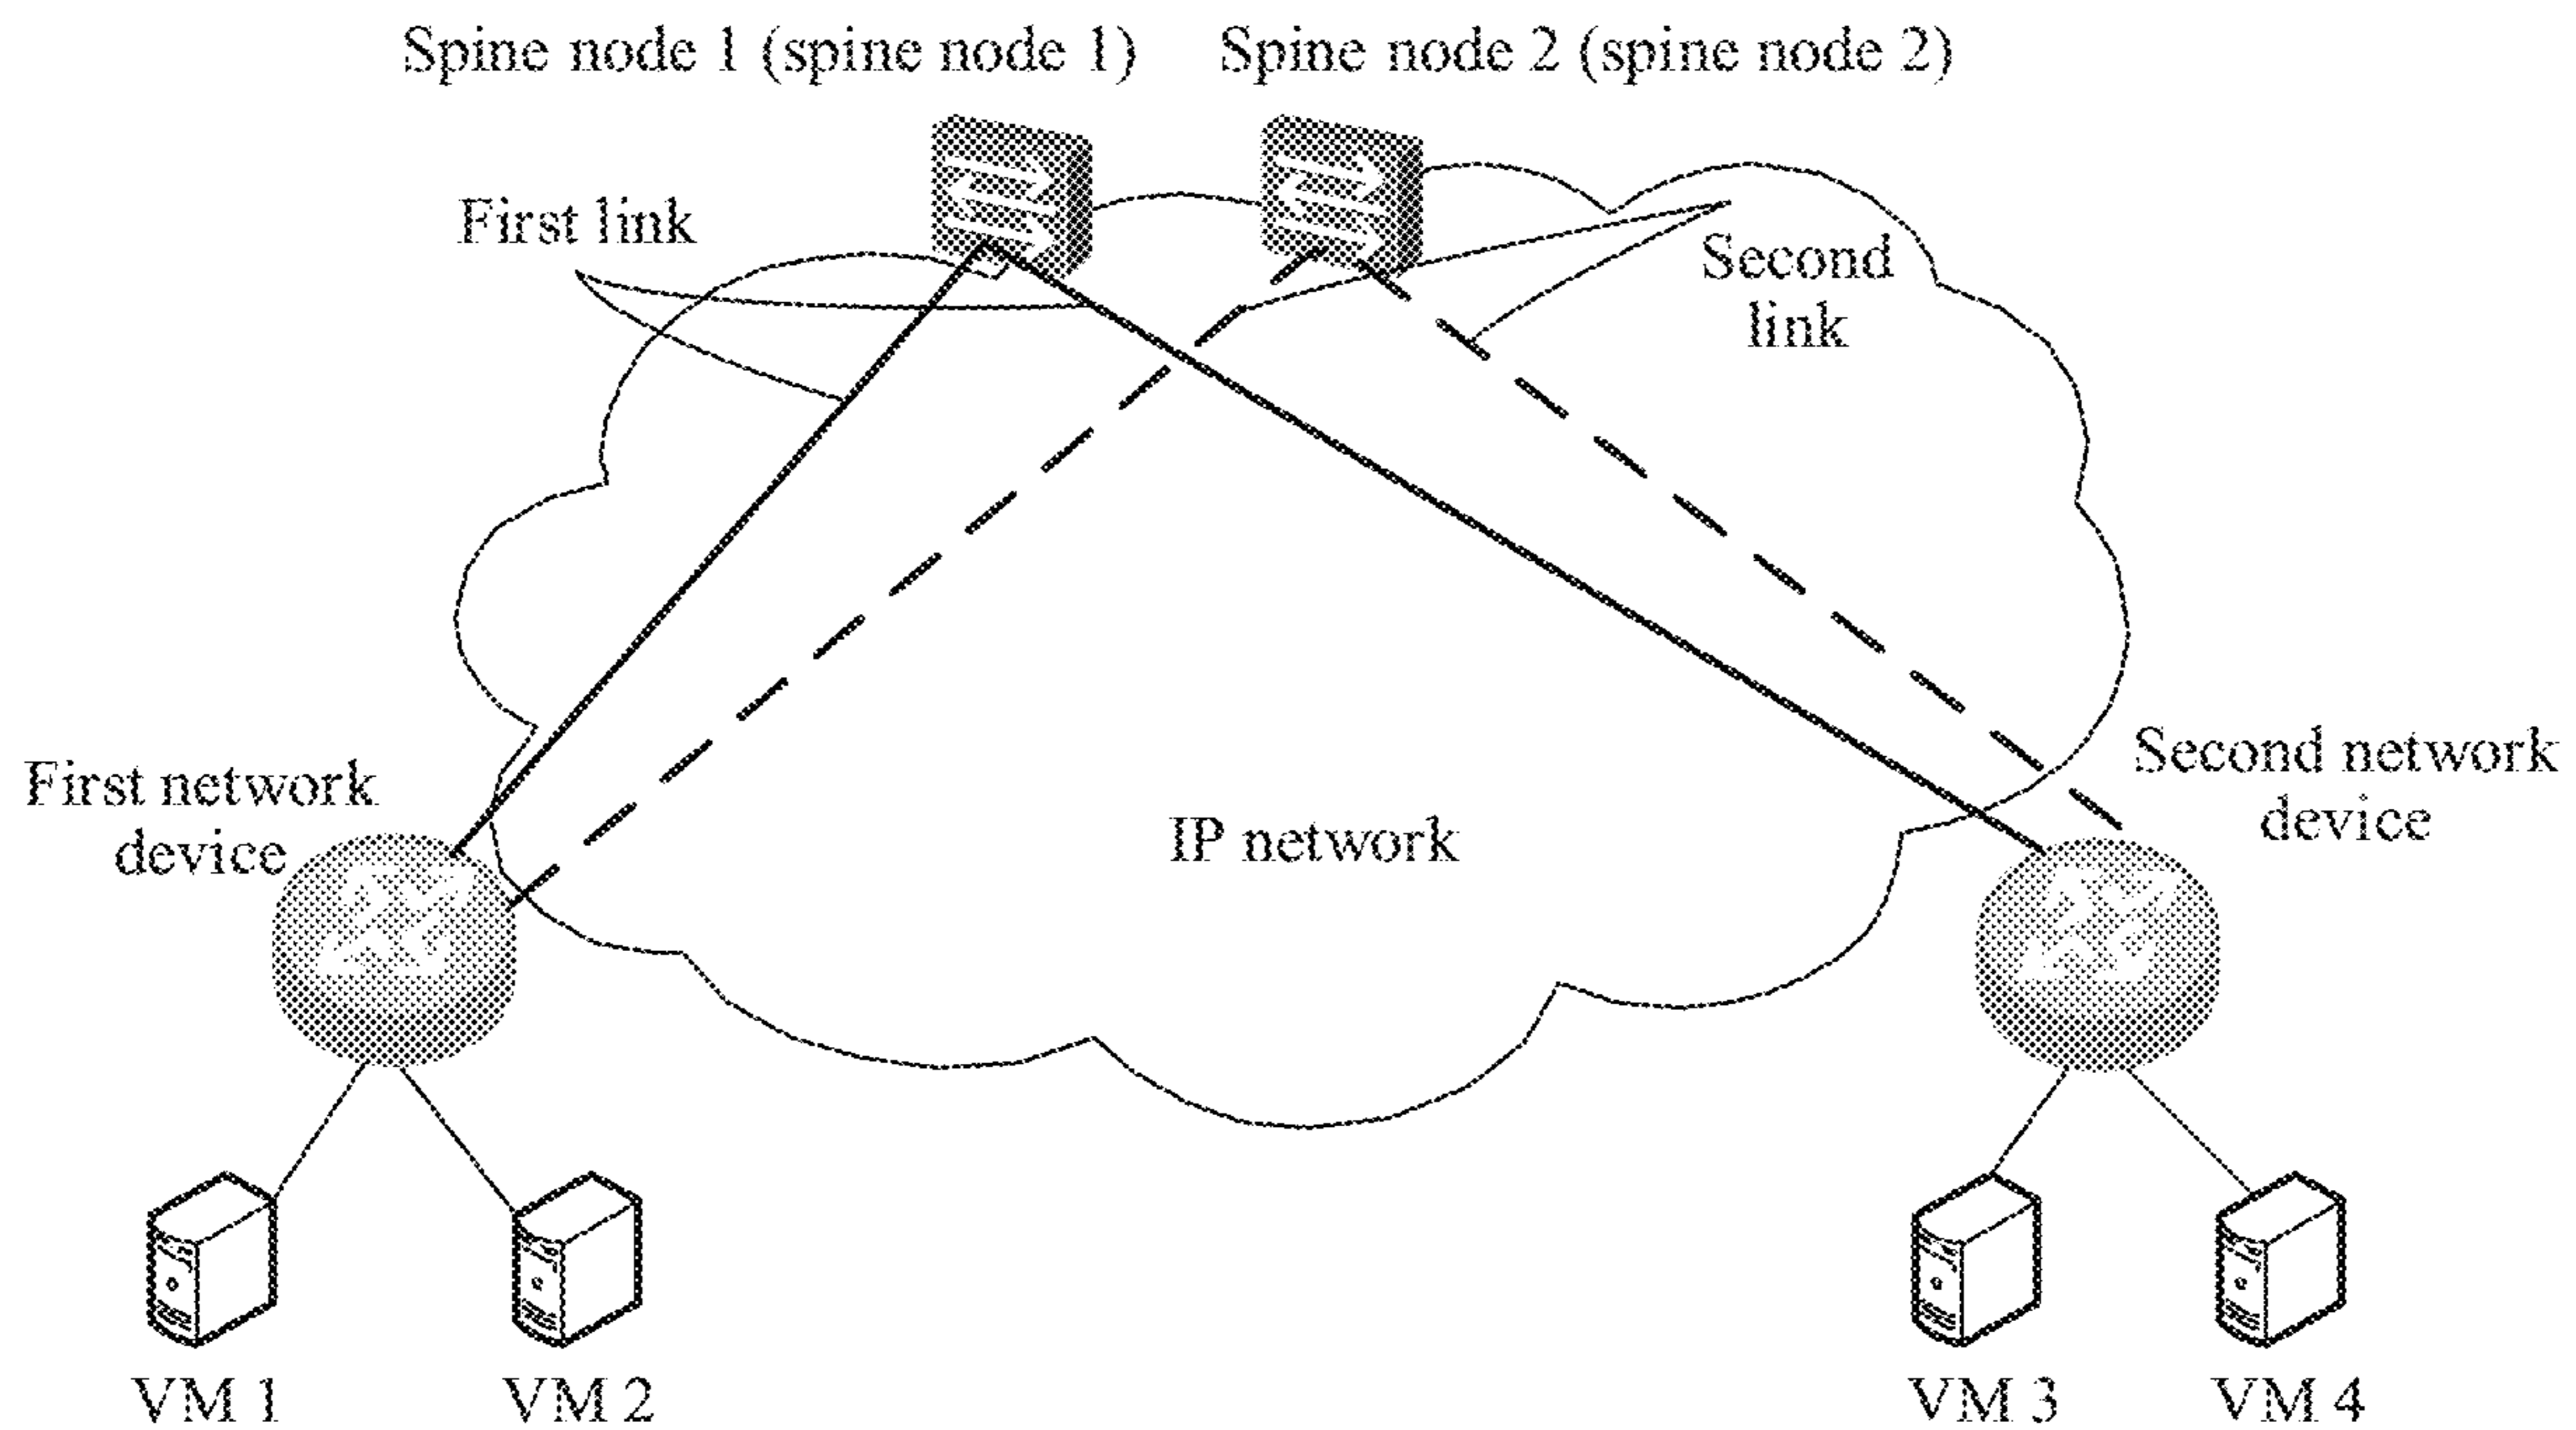 Spine node 1 (spine node 1)
Spine node 2 (spine node 2)
First link
Second
link
First network
device
Second network
device
IP network
VM 1
VM 2
VM 3
VM 4